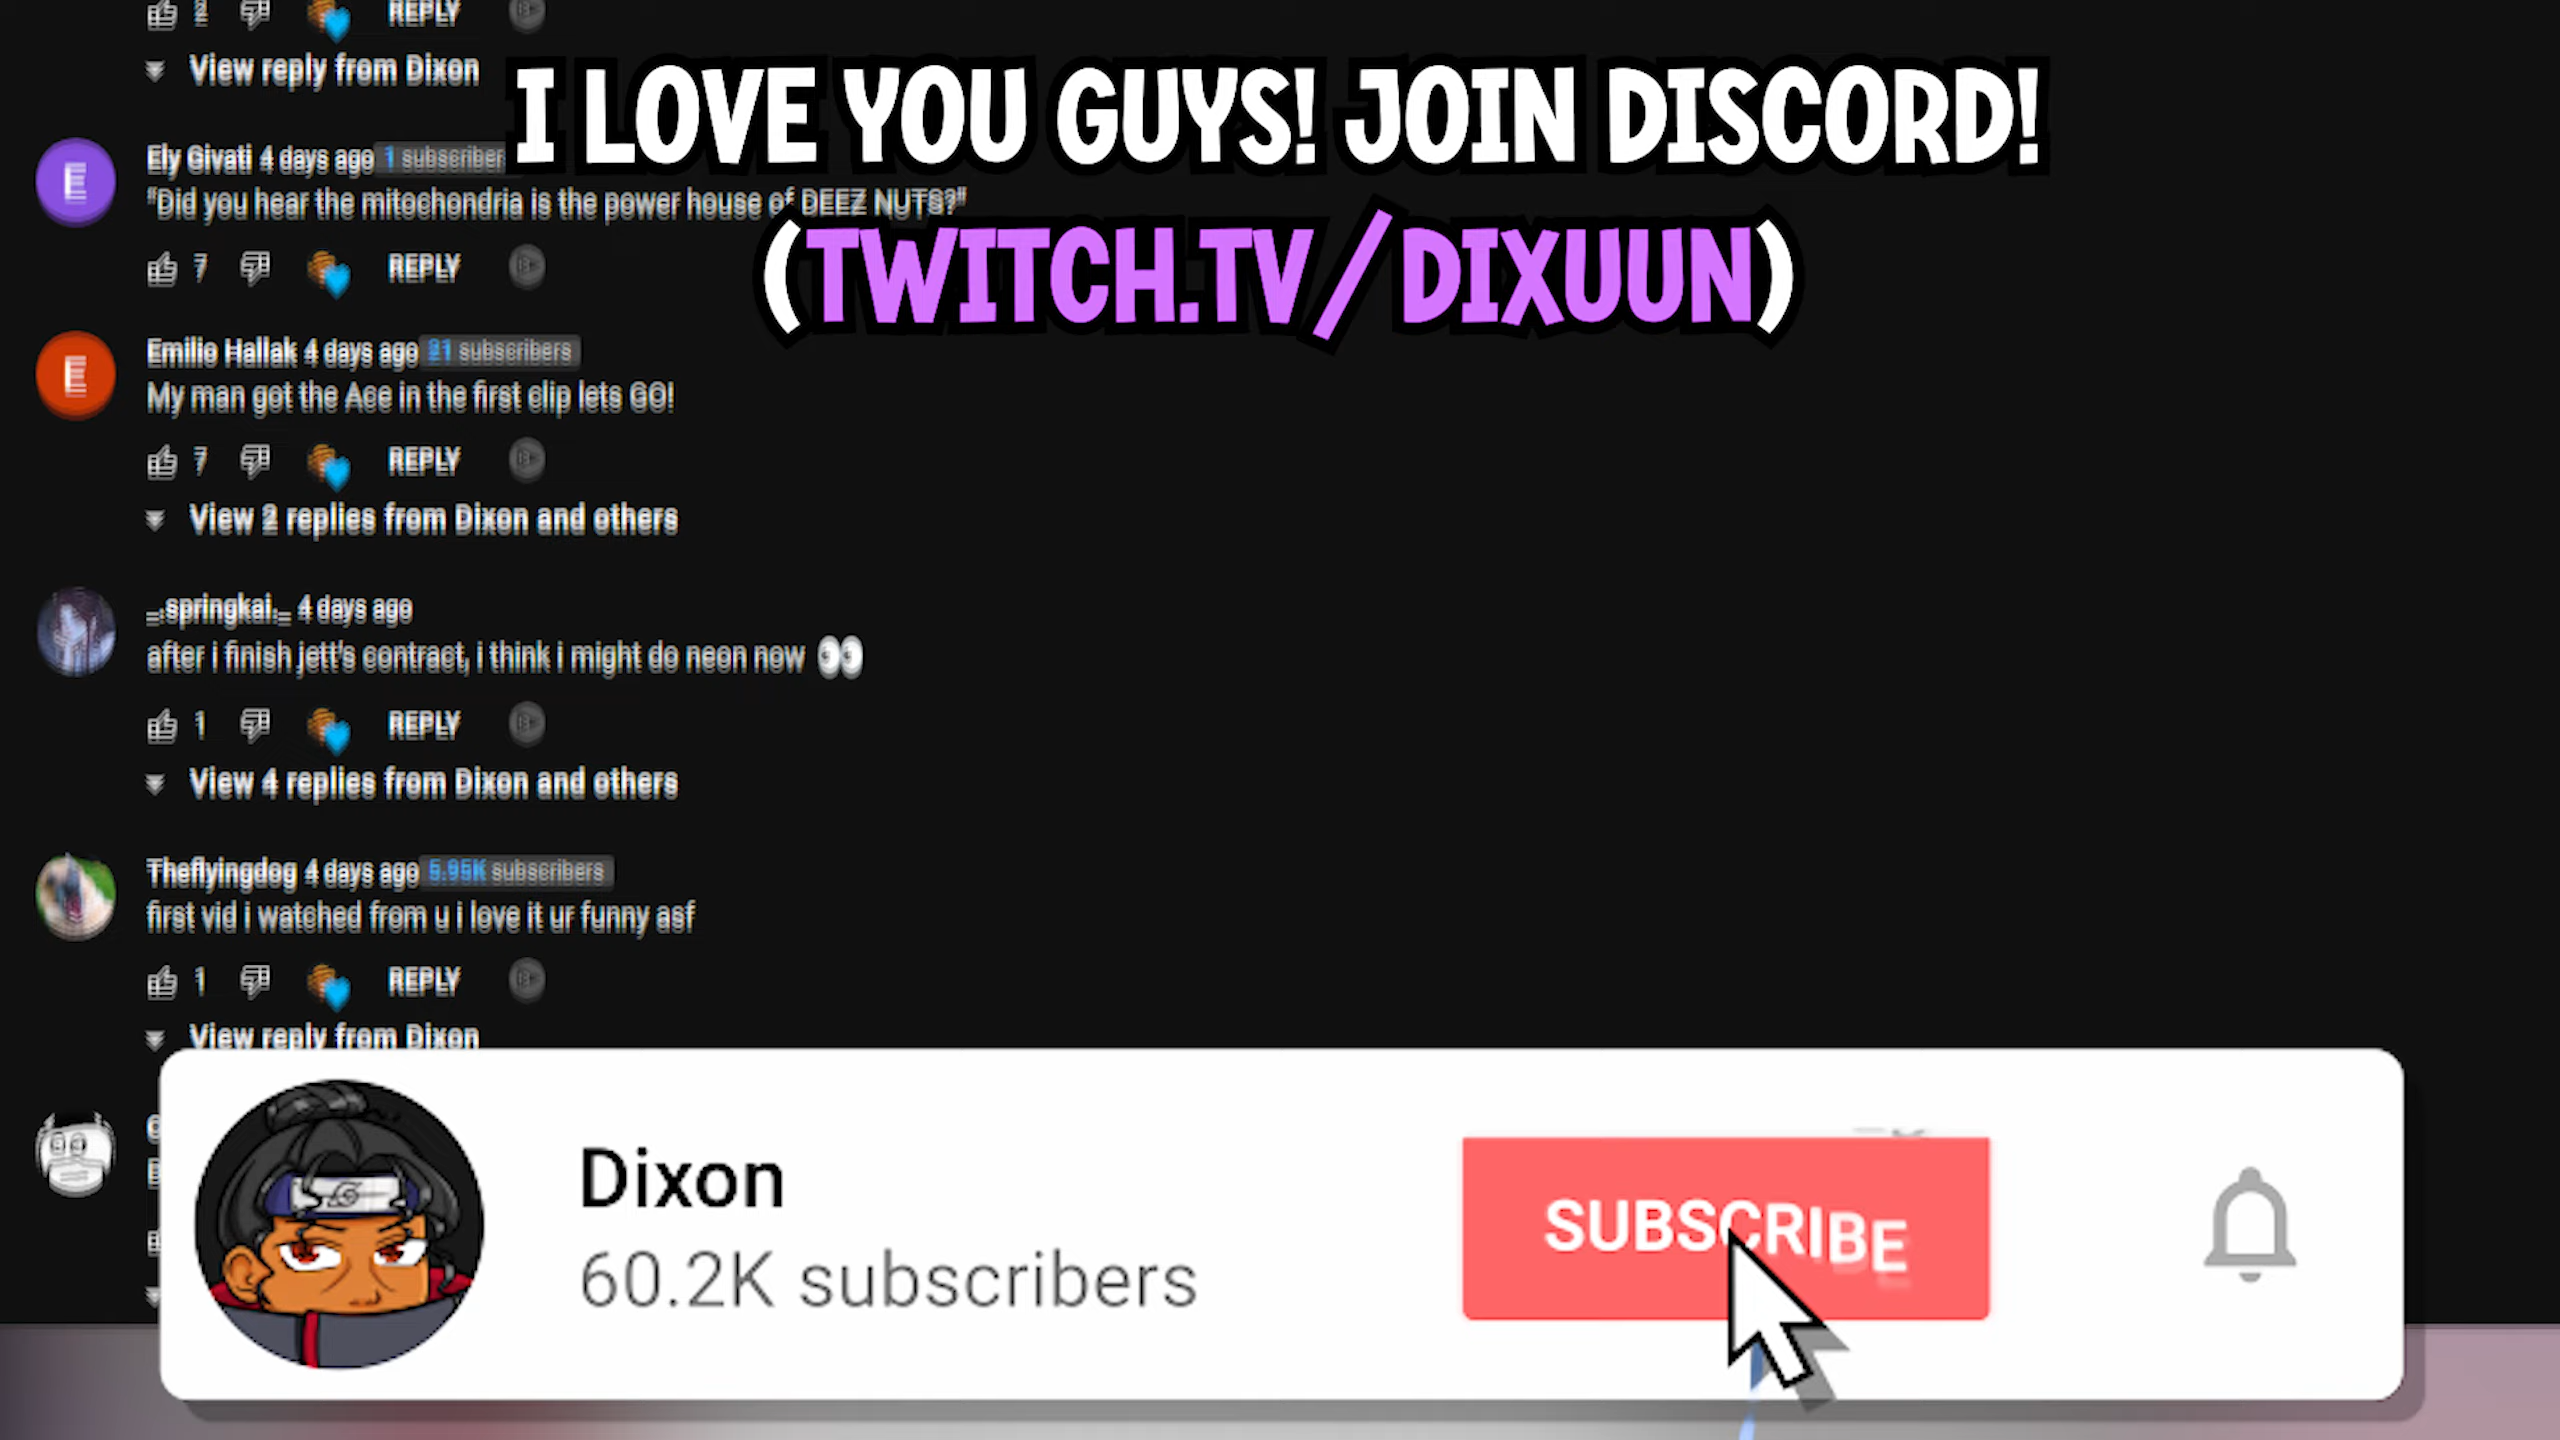 2 REPLY
View reply from Dixon
I LOVE YOU GUYS! JOIN DISCORD!
(TWITCH.TV/DIXUUN)
E
Ely Givati 4 days ago 1 subscriber
"Did you hear the mitochondria is the power house of DEEZ NUTS?"
7 REPLY
E
Emilio Hallak 4 days ago 21 subscribers
My man got the Ace in the first clip lets GO!
7 REPLY
View 2 replies from Dixon and others
_.springkai._ 4 days ago
after i finish jett's contract, i think i might do neon now 👀
1 REPLY
View 4 replies from Dixon and others
Theflyingdog 4 days ago 5.95K subscribers
first vid i watched from u i love it ur funny asf
1 REPLY
View reply from Dixon
Dixon
60.2K subscribers
SUBSCRIBE